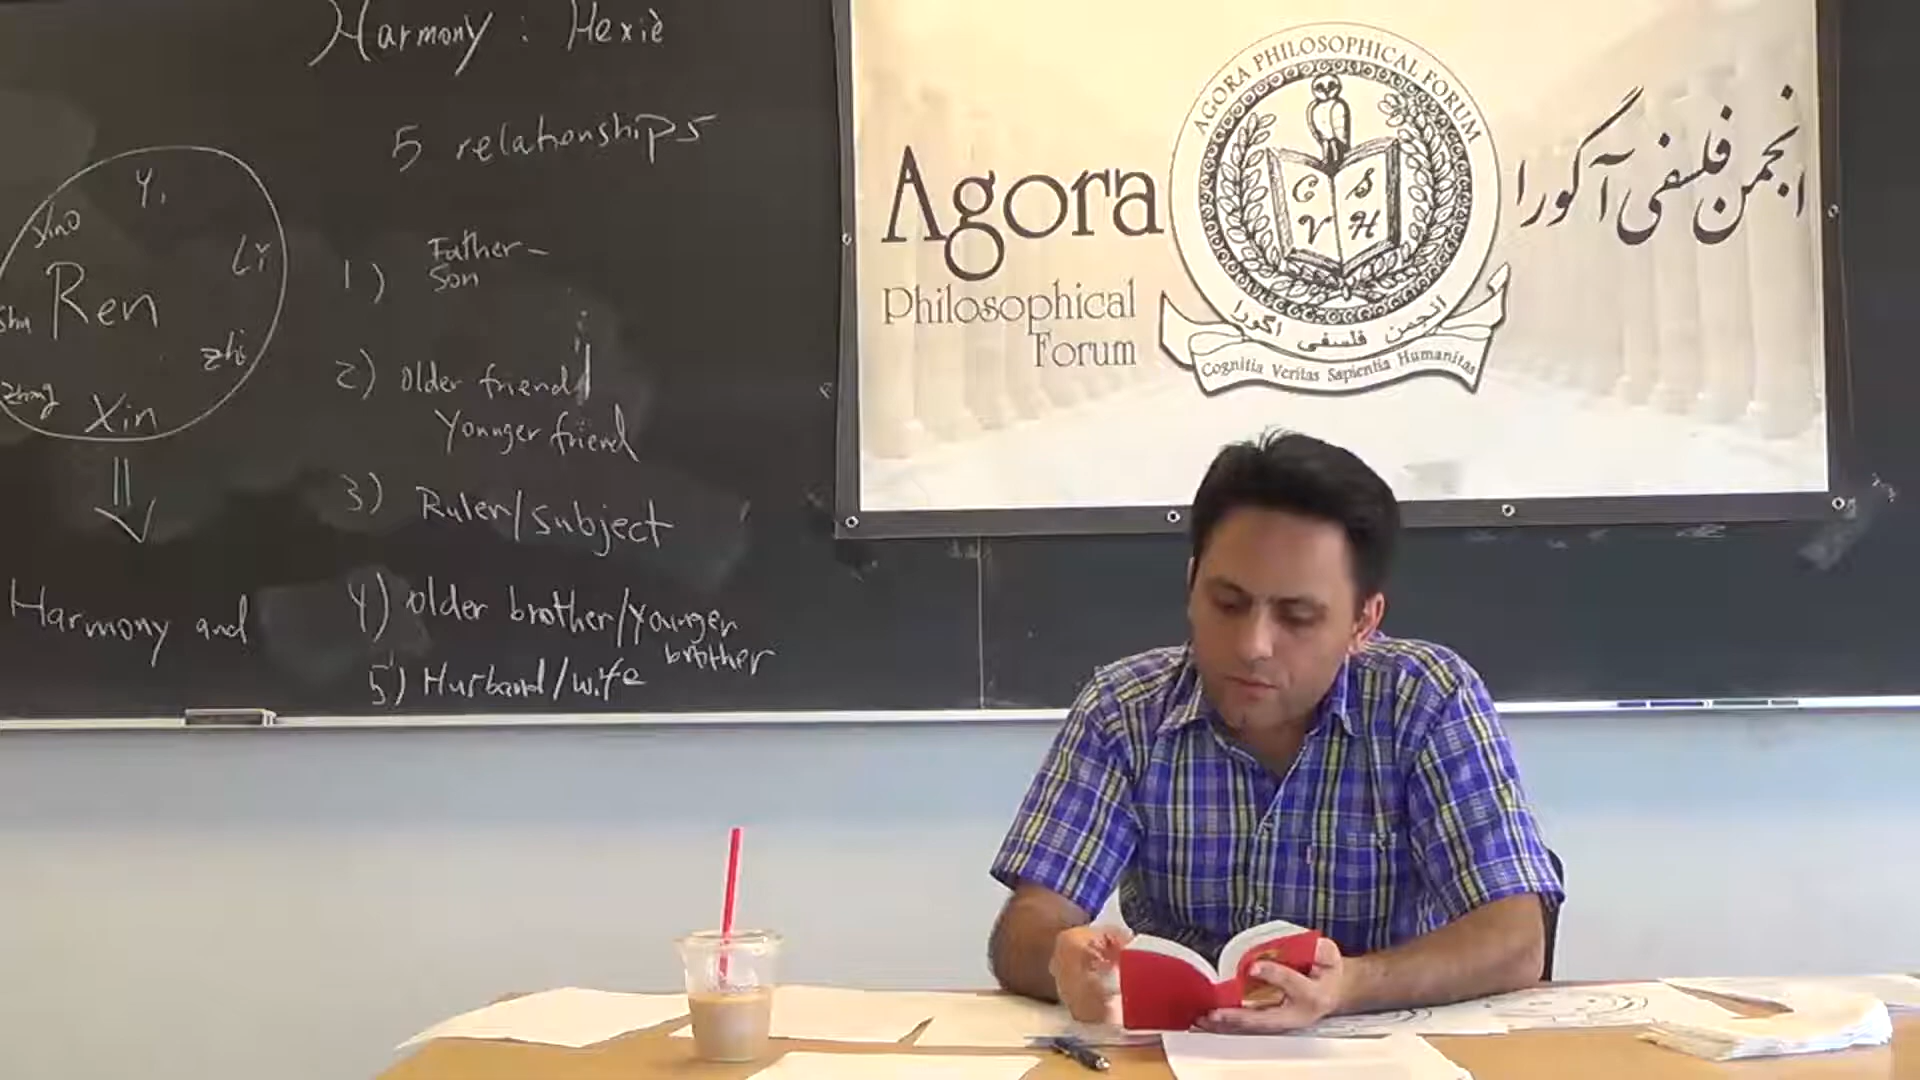 Harmony : Hexiè
5 relationships
Yi
Xiao
Li
Ren
Shu
zhi
Zhong
Xin
Harmony and
1) Father -
Son
2) Older friend
Younger friend
3) Ruler/subject
4) Older brother/younger
brother
5) Husband/wife
AGORA PHILOSOPHICAL FORUM
Agora
Philosophical
Forum
C S
V H
انجمن فلسفی آگورا
Cognitia Veritas Sapientia Humanitas
انجمن فلسفی آگورا